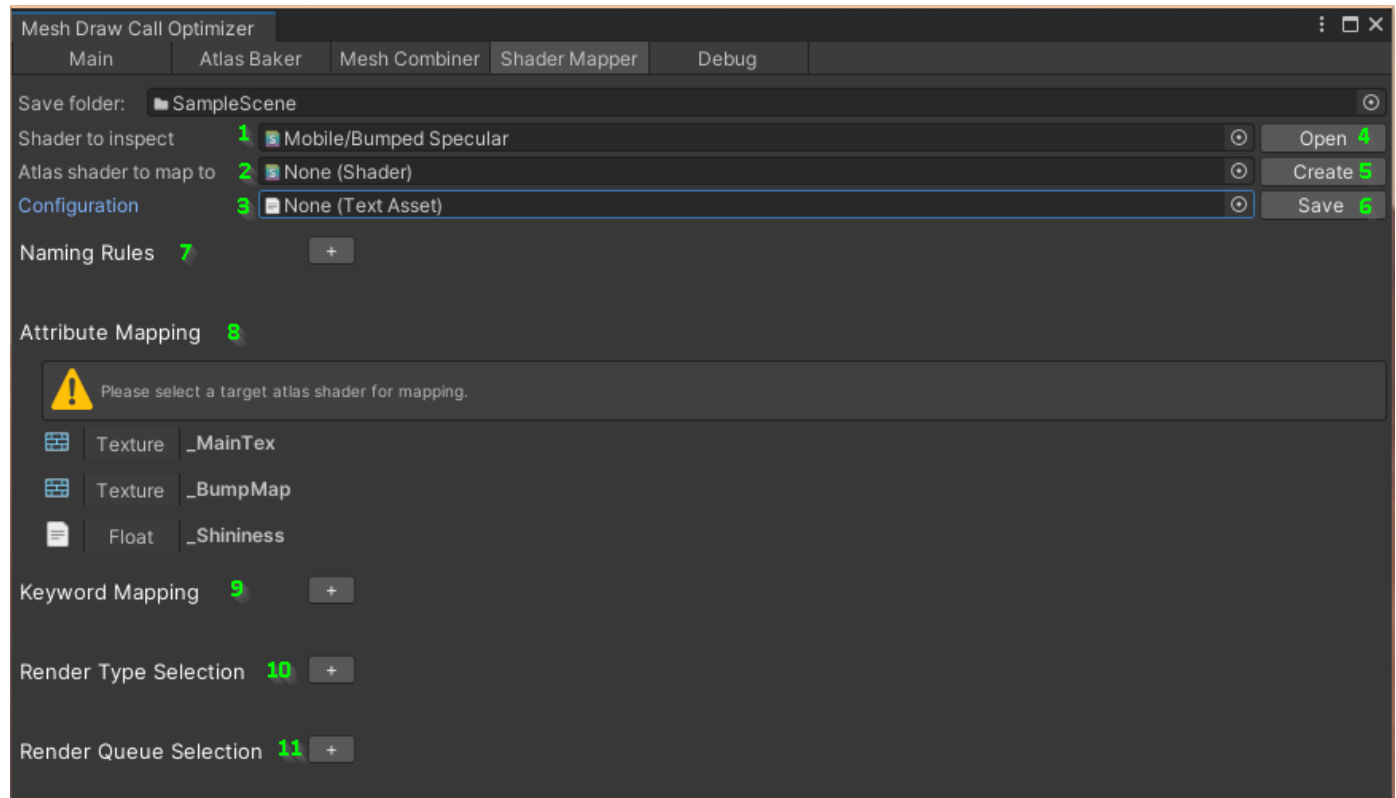 Mesh Draw Call Optimizer
Main Atlas Baker Mesh Combiner Shader Mapper Debug
Save folder: SampleScene
Shader to inspect 1 Mobile/Bumped Specular Open 4
Atlas shader to map to 2 None (Shader) Create 5
Configuration 3 None (Text Asset) Save 6
Naming Rules 7 +
Attribute Mapping 8
Please select a target atlas shader for mapping.
Texture _MainTex
Texture _BumpMap
Float _Shininess
Keyword Mapping 9 +
Render Type Selection 10 +
Render Queue Selection 11 +